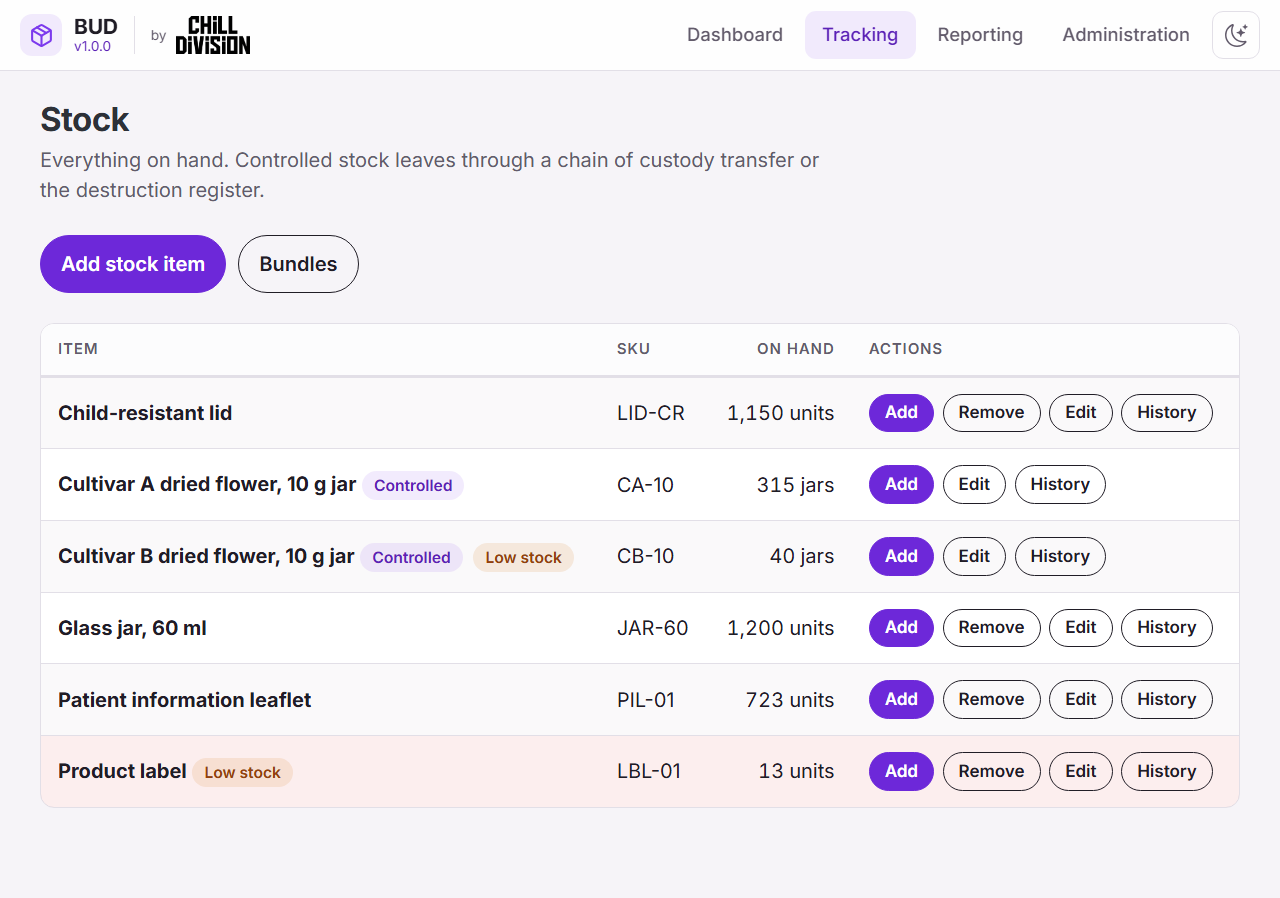 BUD
v1.0.0
by
CHILL
DIVISION
Dashboard
Tracking
Reporting
Administration
Stock
Everything on hand. Controlled stock leaves through a chain of custody transfer or
the destruction register.
Add stock item
Bundles
ITEM SKU ON HAND ACTIONS
Child-resistant lid LID-CR 1,150 units Add Remove Edit History
Cultivar A dried flower, 10 g jar Controlled CA-10 315 jars Add Edit History
Cultivar B dried flower, 10 g jar Controlled Low stock CB-10 40 jars Add Edit History
Glass jar, 60 ml JAR-60 1,200 units Add Remove Edit History
Patient information leaflet PIL-01 723 units Add Remove Edit History
Product label Low stock LBL-01 13 units Add Remove Edit History